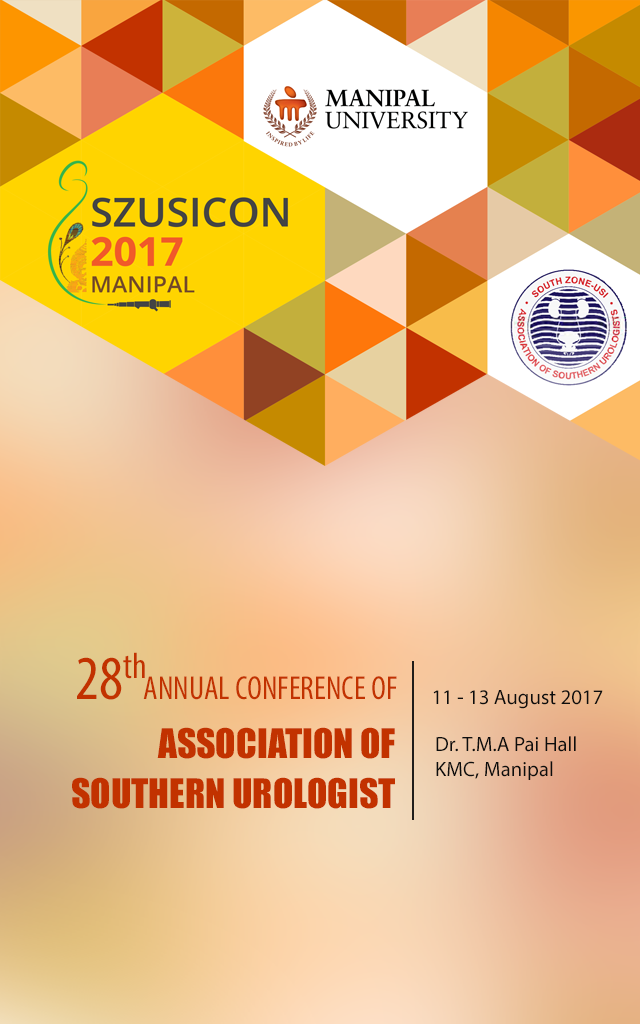 MANIPAL
UNIVERSITY
INSPIRED BY LIFE
SZUSICON
2017
MANIPAL
SOUTH ZONE-USI
ASSOCIATION OF SOUTHERN UROLOGISTS
28th ANNUAL CONFERENCE OF
ASSOCIATION OF
SOUTHERN UROLOGIST
11 - 13 August 2017
Dr. T.M.A Pai Hall
KMC, Manipal